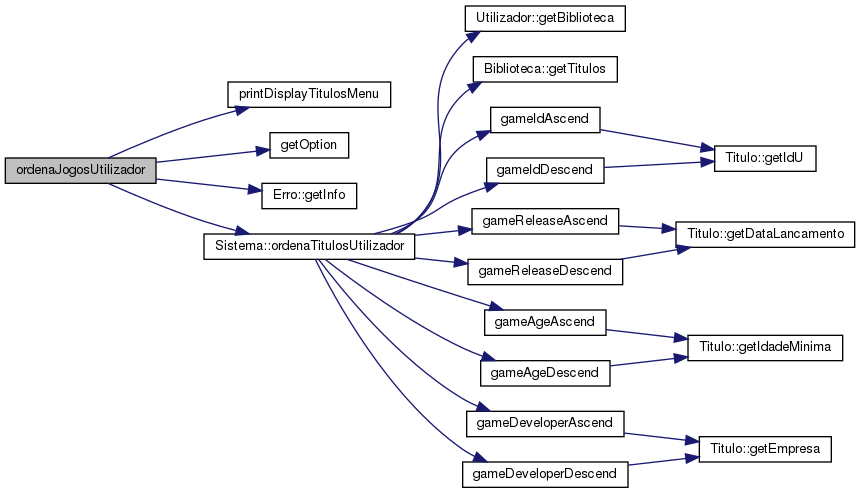 ordenaJogosUtilizador
printDisplayTitulosMenu
getOption
Erro::getInfo
Sistema::ordenaTitulosUtilizador
Utilizador::getBiblioteca
Biblioteca::getTitulos
gameIdAscend
gameIdDescend
gameReleaseAscend
gameReleaseDescend
gameAgeAscend
gameAgeDescend
gameDeveloperAscend
gameDeveloperDescend
Titulo::getIdU
Titulo::getDataLancamento
Titulo::getIdadeMinima
Titulo::getEmpresa